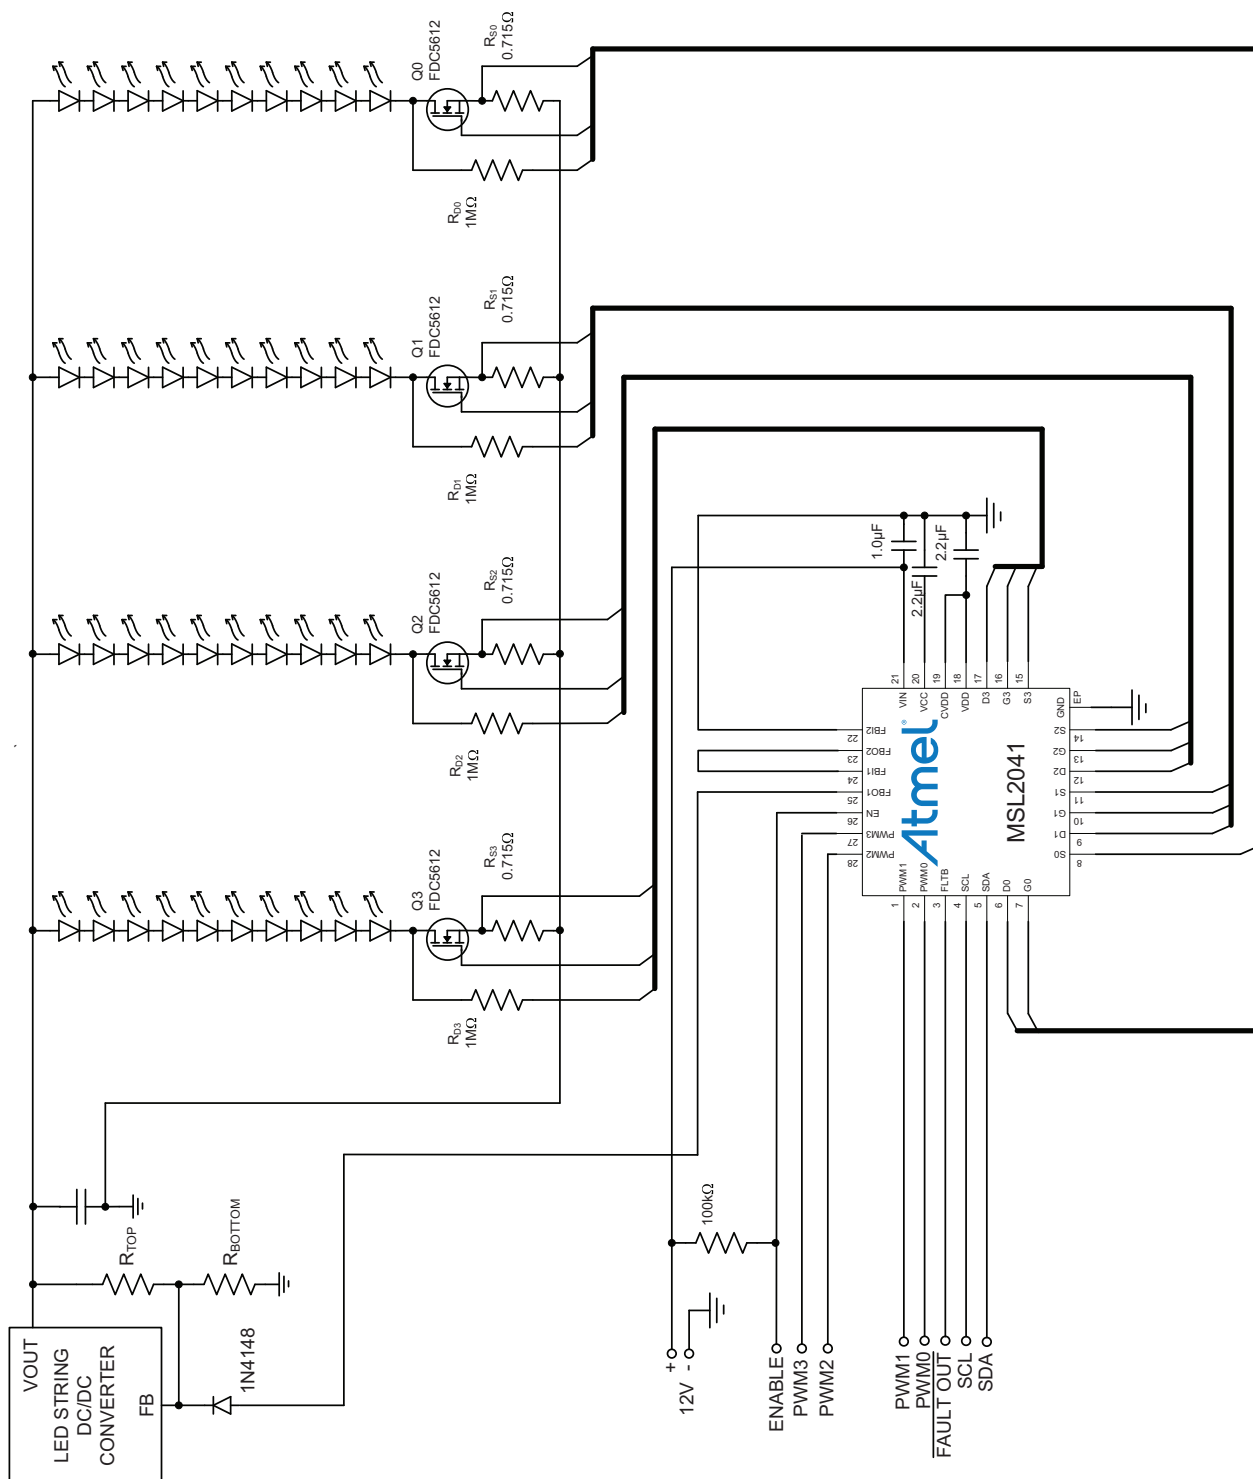 Q0
FDC5612
RS0
0.715Ω
RD0
1MΩ
Q1
FDC5612
RS1
0.715Ω
RD1
1MΩ
Q2
FDC5612
RS2
0.715Ω
RD2
1MΩ
Q3
FDC5612
RS3
0.715Ω
RD3
1MΩ
1.0µF
2.2µF
2.2µF
21
20
19
18
17
16
15
VIN
VCC
CVDD
VDD
D3
G3
S3
GND
EP
FBI2
22
FBO2
23
FBI1
24
FBO1
25
EN
26
PWM3
27
PWM2
28
Atmel®
MSL2041
S2
14
G2
13
D2
12
S1
11
G1
10
D1
9
S0
8
PWM1
PWM0
FLTB
SCL
SDA
D0
G0
1
2
3
4
5
6
7
RTOP
RBOTTOM
100kΩ
VOUT
LED STRING
DC/DC
CONVERTER
FB
1N4148
+
12V -
ENABLE
PWM3
PWM2
PWM1
PWM0
FAULT OUT
SCL
SDA